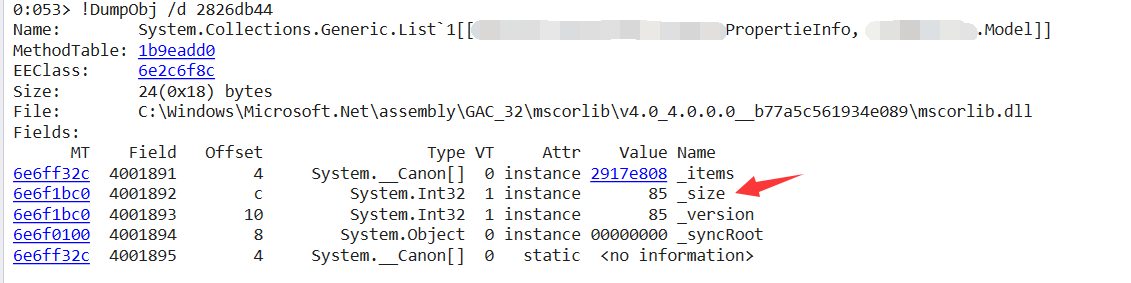 0:053> !DumpObj /d 2826db44
Name: System.Collections.Generic.List`1[[PropertieInfo, .Model]]
MethodTable: 1b9eadd0
EEClass: 6e2c6f8c
Size: 24(0x18) bytes
File: C:\Windows\Microsoft.Net\assembly\GAC_32\mscorlib\v4.0_4.0.0.0__b77a5c561934e089\mscorlib.dll
Fields:
MT Field Offset Type VT Attr Value Name
6e6ff32c 4001891 4 System.__Canon[] 0 instance 2917e808 _items
6e6f1bc0 4001892 c System.Int32 1 instance 85 _size
6e6f1bc0 4001893 10 System.Int32 1 instance 85 _version
6e6f0100 4001894 8 System.Object 0 instance 00000000 _syncRoot
6e6ff32c 4001895 4 System.__Canon[] 0 static <no information>